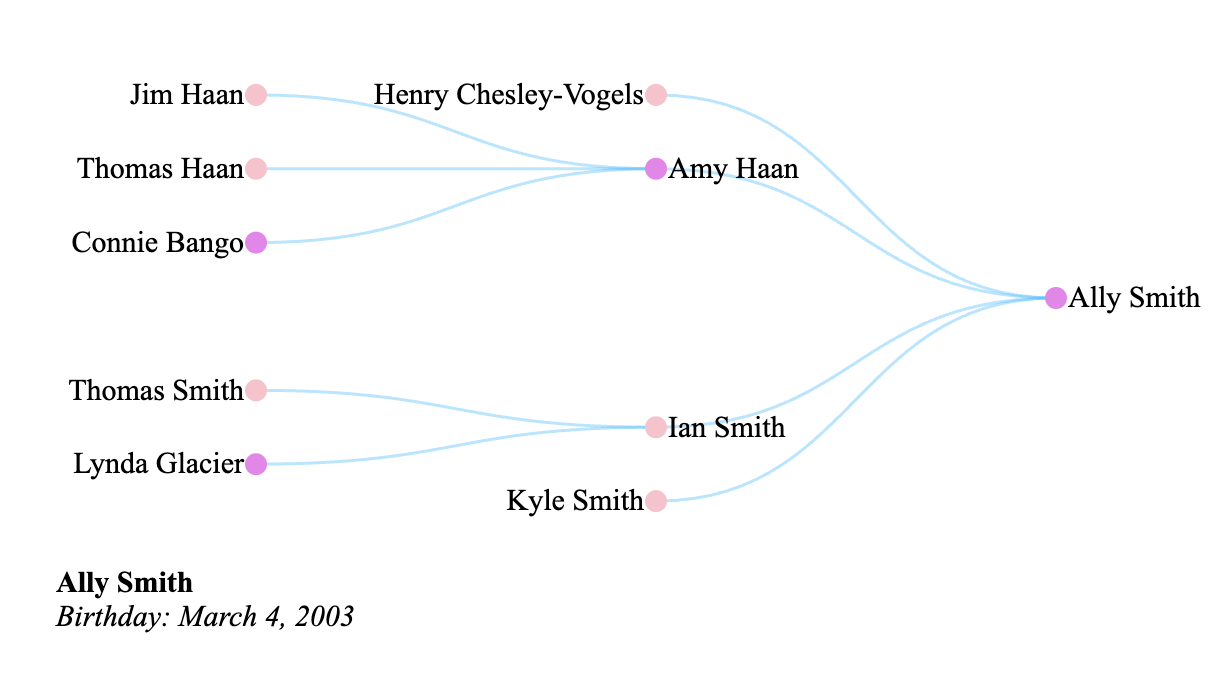 Jim Haan
Henry Chesley-Vogels
Thomas Haan
Amy Haan
Connie Bango
Ally Smith
Thomas Smith
Ian Smith
Lynda Glacier
Kyle Smith
Ally Smith
Birthday: March 4, 2003